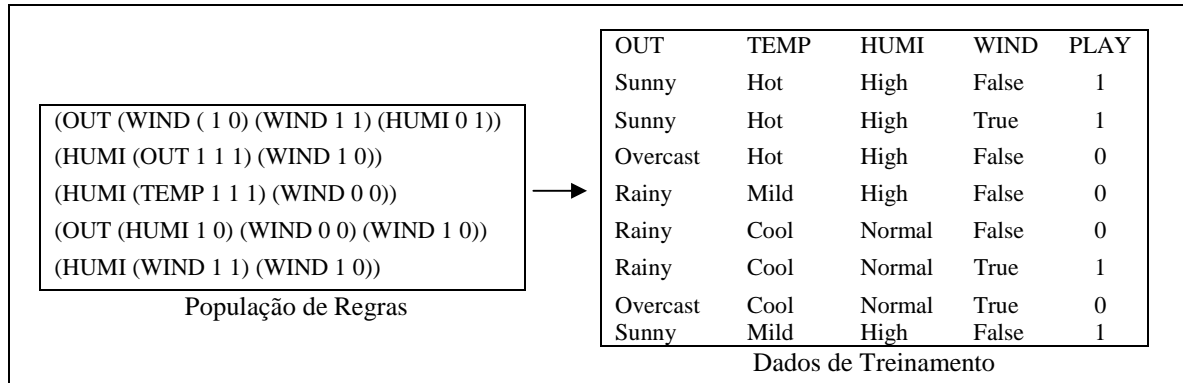 (OUT (WIND ( 1 0) (WIND 1 1) (HUMI 0 1))
(HUMI (OUT 1 1 1) (WIND 1 0))
(HUMI (TEMP 1 1 1) (WIND 0 0))
(OUT (HUMI 1 0) (WIND 0 0) (WIND 1 0))
(HUMI (WIND 1 1) (WIND 1 0))
População de Regras
OUT TEMP HUMI WIND PLAY
Sunny Hot High False 1
Sunny Hot High True 1
Overcast Hot High False 0
Rainy Mild High False 0
Rainy Cool Normal False 0
Rainy Cool Normal True 1
Overcast Cool Normal True 0
Sunny Mild High False 1
Dados de Treinamento